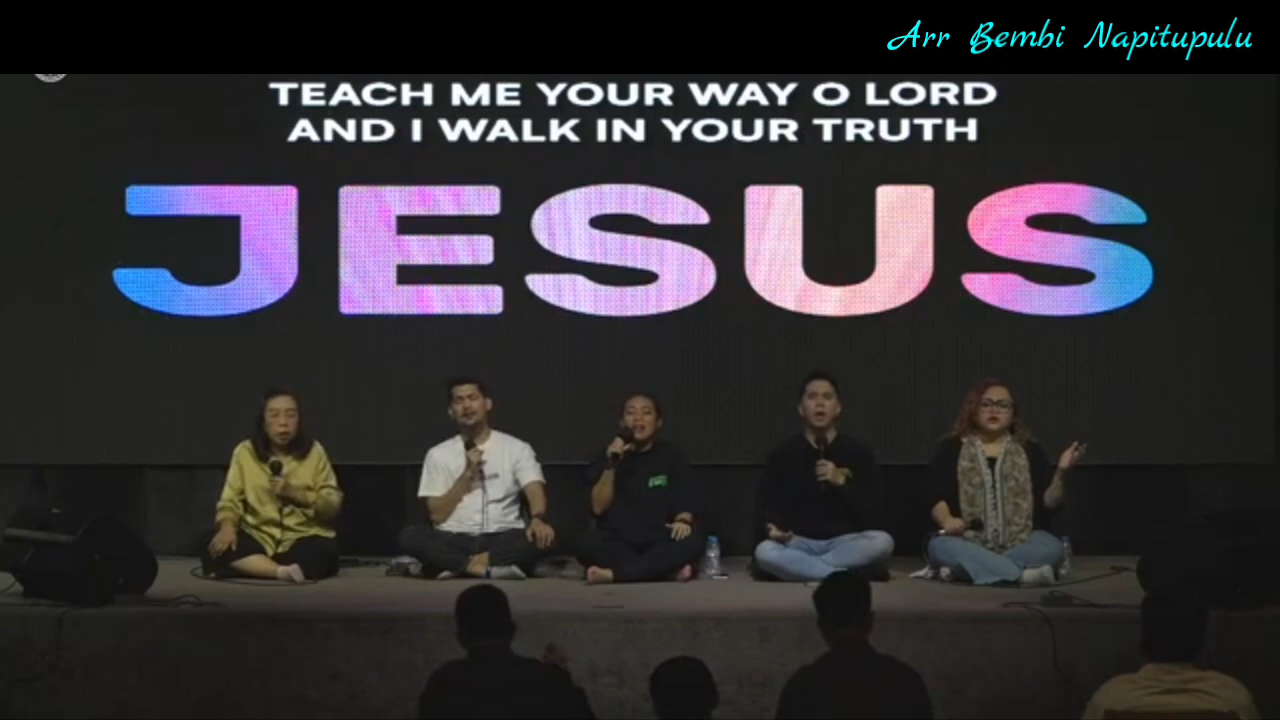 Arr Bembi Napitupulu
TEACH ME YOUR WAY O LORD
AND I WALK IN YOUR TRUTH
JESUS